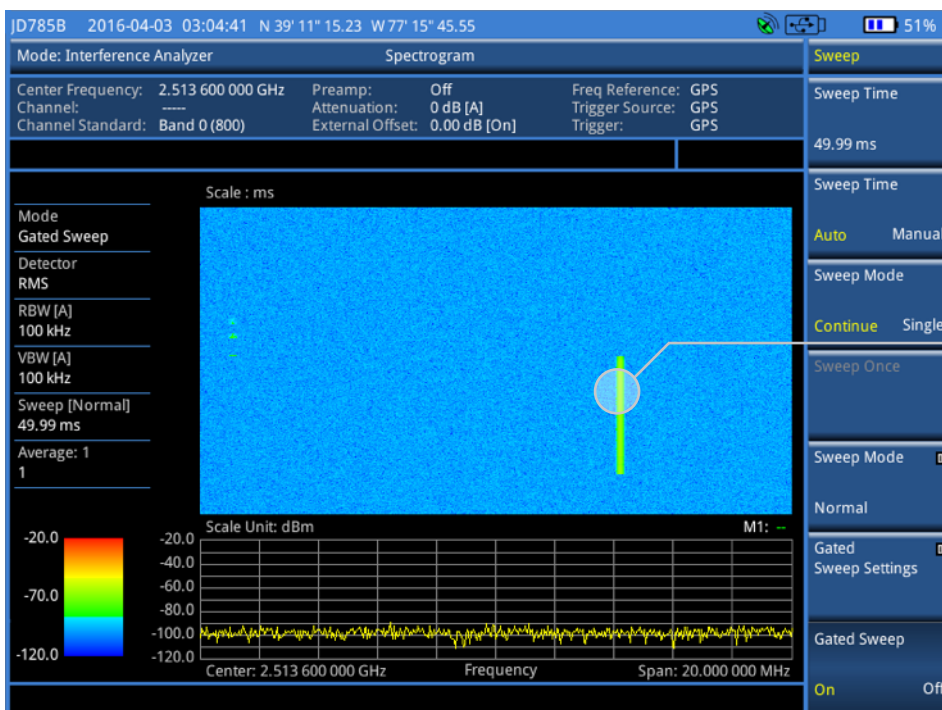 JD785B 2016-04-03 03:04:41 N 39' 11" 15.23 W 77' 15" 45.55 51%
Mode: Interference Analyzer Spectrogram Sweep
Center Frequency: 2.513 600 000 GHz Preamp: Off Freq Reference: GPS
Channel: ----- Attenuation: 0 dB [A] Trigger Source: GPS
Channel Standard: Band 0 (800) External Offset: 0.00 dB [On] Trigger: GPS
Sweep Time
49.99 ms
Scale : ms
Mode
Gated Sweep
Detector
RMS
RBW [A]
100 kHz
VBW [A]
100 kHz
Sweep [Normal]
49.99 ms
Average: 1
1
Sweep Time
Auto Manual
Sweep Mode
Continue Single
Sweep Once
Sweep Mode
Normal
Gated
Sweep Settings
Gated Sweep
On Off
Scale Unit: dBm M1: --
-20.0
-70.0
-120.0
-20.0
-40.0
-60.0
-80.0
-100.0
-120.0
Center: 2.513 600 000 GHz Frequency Span: 20.000 000 MHz